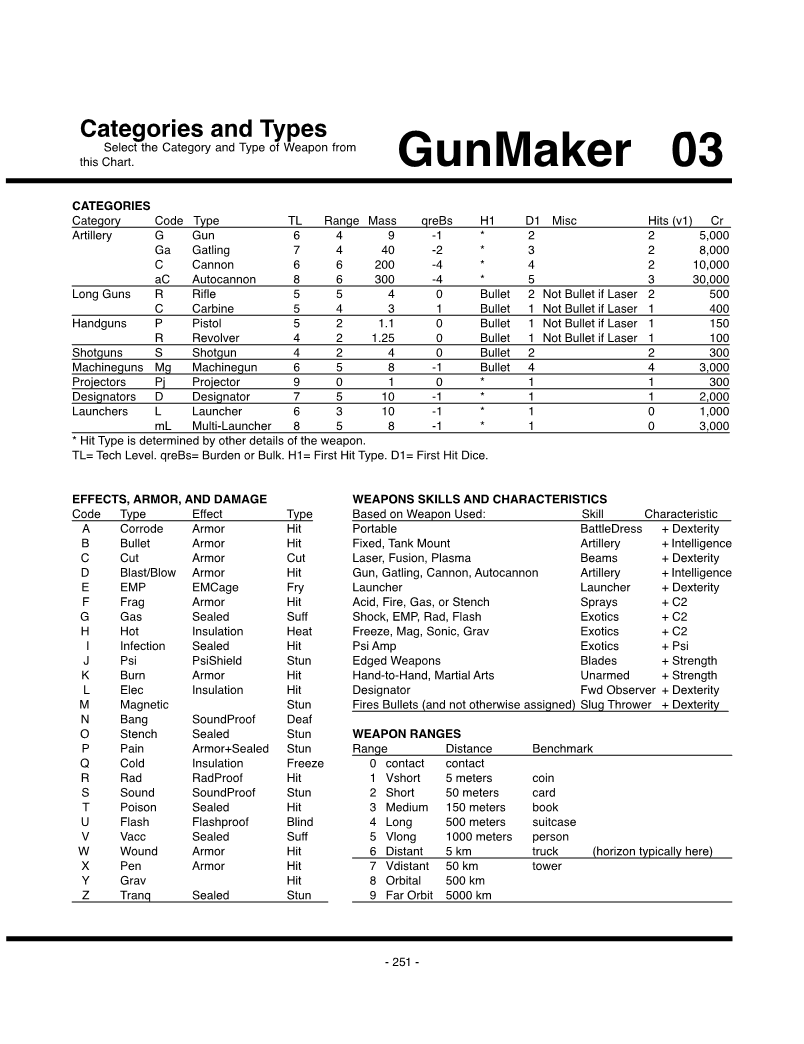 Categories and Types
Select the Category and Type of Weapon from
this Chart.
GunMaker 03
CATEGORIES
Category Code Type TL Range Mass qreBs H1 D1 Misc Hits (v1) Cr
Artillery G Gun 6 4 9 -1 * 2 2 5,000
Ga Gatling 7 4 40 -2 * 3 2 8,000
C Cannon 6 6 200 -4 * 4 2 10,000
aC Autocannon 8 6 300 -4 * 5 3 30,000
Long Guns R Rifle 5 5 4 0 Bullet 2 Not Bullet if Laser 2 500
C Carbine 5 4 3 1 Bullet 1 Not Bullet if Laser 1 400
Handguns P Pistol 5 2 1.1 0 Bullet 1 Not Bullet if Laser 1 150
R Revolver 4 2 1.25 0 Bullet 1 Not Bullet if Laser 1 100
Shotguns S Shotgun 4 2 4 0 Bullet 2 2 300
Machineguns Mg Machinegun 6 5 8 -1 Bullet 4 4 3,000
Projectors Pj Projector 9 0 1 0 * 1 1 300
Designators D Designator 7 5 10 -1 * 1 1 2,000
Launchers L Launcher 6 3 10 -1 * 1 0 1,000
mL Multi-Launcher 8 5 8 -1 * 1 0 3,000
* Hit Type is determined by other details of the weapon.
TL= Tech Level. qreBs= Burden or Bulk. H1= First Hit Type. D1= First Hit Dice.
EFFECTS, ARMOR, AND DAMAGE
Code Type Effect Type
A Corrode Armor Hit
B Bullet Armor Hit
C Cut Armor Cut
D Blast/Blow Armor Hit
E EMP EMCage Fry
F Frag Armor Hit
G Gas Sealed Suff
H Hot Insulation Heat
I Infection Sealed Hit
J Psi PsiShield Stun
K Burn Armor Hit
L Elec Insulation Hit
M Magnetic Stun
N Bang SoundProof Deaf
O Stench Sealed Stun
P Pain Armor+Sealed Stun
Q Cold Insulation Freeze
R Rad RadProof Hit
S Sound SoundProof Stun
T Poison Sealed Hit
U Flash Flashproof Blind
V Vacc Sealed Suff
W Wound Armor Hit
X Pen Armor Hit
Y Grav Hit
Z Tranq Sealed Stun
WEAPONS SKILLS AND CHARACTERISTICS
Based on Weapon Used: Skill Characteristic
Portable BattleDress + Dexterity
Fixed, Tank Mount Artillery + Intelligence
Laser, Fusion, Plasma Beams + Dexterity
Gun, Gatling, Cannon, Autocannon Artillery + Intelligence
Launcher Launcher + Dexterity
Acid, Fire, Gas, or Stench Sprays + C2
Shock, EMP, Rad, Flash Exotics + C2
Freeze, Mag, Sonic, Grav Exotics + C2
Psi Amp Exotics + Psi
Edged Weapons Blades + Strength
Hand-to-Hand, Martial Arts Unarmed + Strength
Designator Fwd Observer + Dexterity
Fires Bullets (and not otherwise assigned) Slug Thrower + Dexterity
WEAPON RANGES
Range Distance Benchmark
0 contact contact
1 Vshort 5 meters coin
2 Short 50 meters card
3 Medium 150 meters book
4 Long 500 meters suitcase
5 Vlong 1000 meters person
6 Distant 5 km truck (horizon typically here)
7 Vdistant 50 km tower
8 Orbital 500 km
9 Far Orbit 5000 km
- 251 -